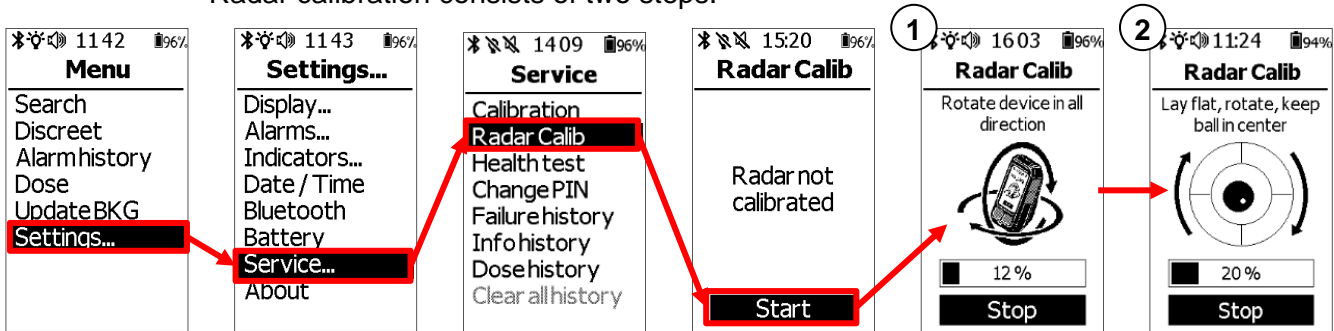 Radar calibration consists of two steps:
1142 96%
Menu
Search
Discreet
Alarm history
Dose
Update BKG
Settings...
1143 96%
Settings...
Display...
Alarms...
Indicators...
Date / Time
Bluetooth
Battery
Service...
About
1409 96%
Service
Calibration
Radar Calib
Health test
Change PIN
Failure history
Info history
Dose history
Clear all history
15:20 96%
Radar Calib
Radar not
calibrated
Start
1
1603 96%
Radar Calib
Rotate device in all
direction
12 %
Stop
2
11:24 94%
Radar Calib
Lay flat, rotate, keep
ball in center
20 %
Stop